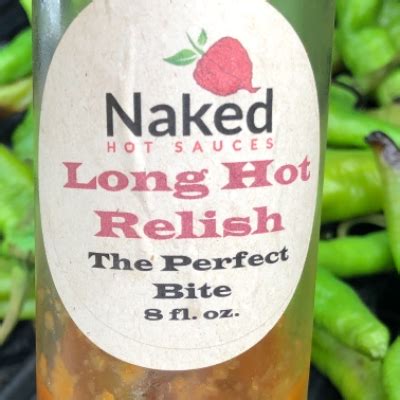 Naked
HOT SAUCES
Long Hot
Relish
The Perfect
Bite
8 fl. oz.